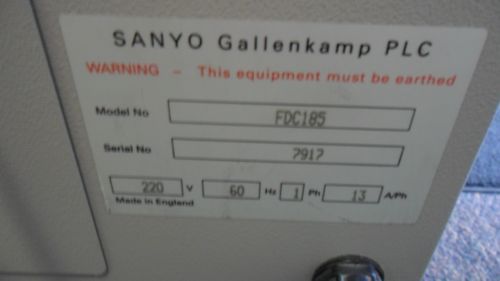 SANYO Gallenkamp PLC
WARNING – This equipment must be earthed
Model No FDC185
Serial No 7917
220 V 60 Hz 1 Ph 13 A/Ph
Made in England